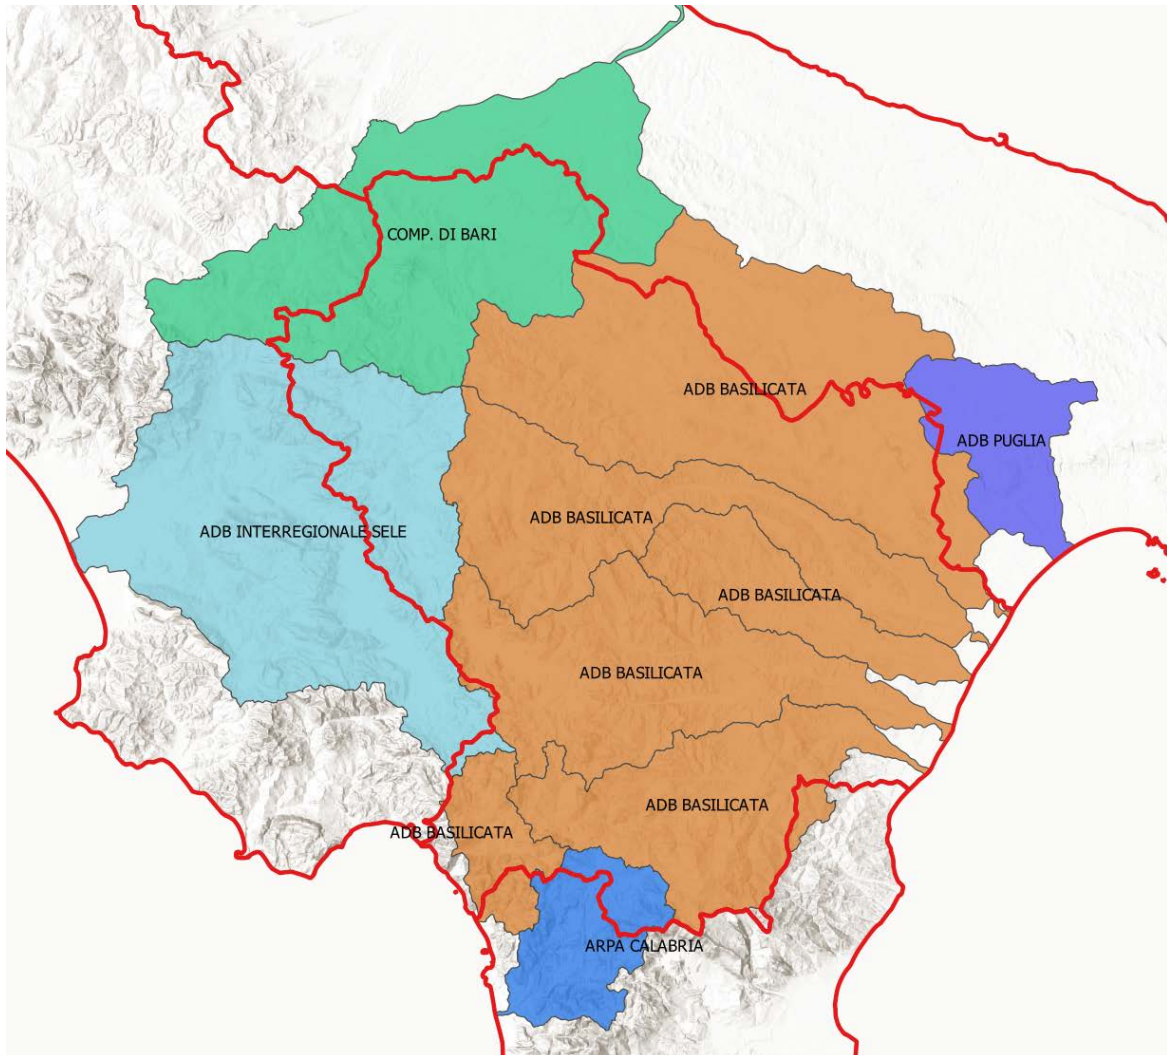 COMP. DI BARI
ADB BASILICATA
ADB PUGLIA
ADB BASILICATA
ADB INTERREGIONALE SELE
ADB BASILICATA
ADB BASILICATA
ADB BASILICATA
ADB BASILICATA
ARPA CALABRIA